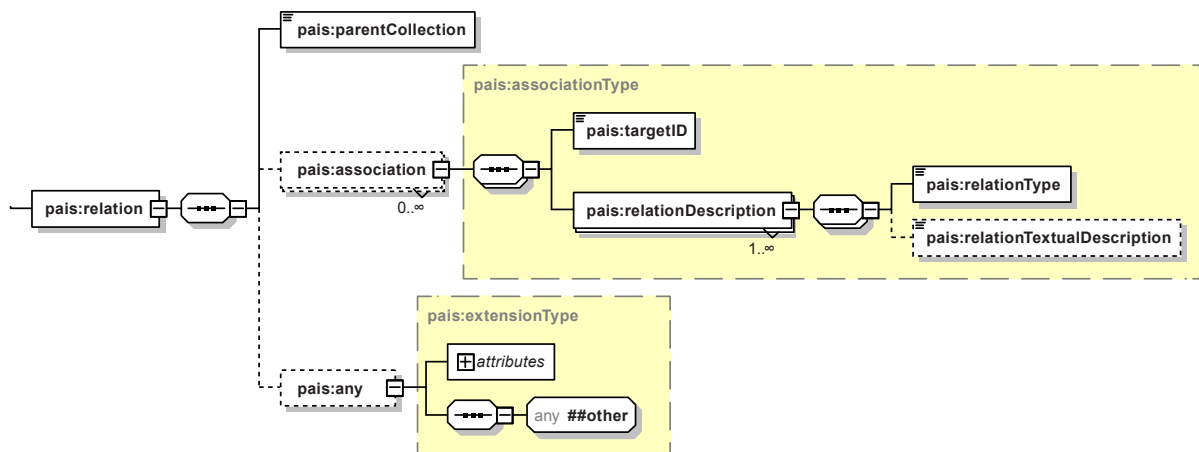 pais:parentCollection
pais:associationType
pais:targetID
pais:association
0..∞
pais:relationType
pais:relation
pais:relationDescription
1..∞
pais:relationTextualDescription
pais:extensionType
attributes
pais:any
any ##other